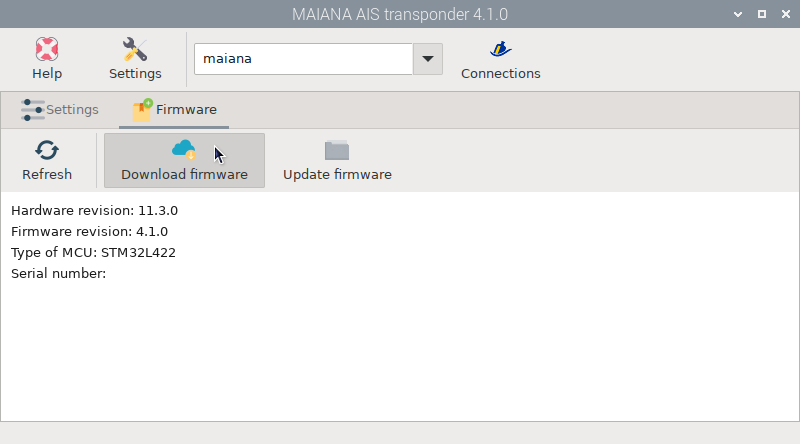 MAIANA AIS transponder 4.1.0
Help
Settings
maiana
Connections
Settings
Firmware
Refresh
Download firmware
Update firmware
Hardware revision: 11.3.0
Firmware revision: 4.1.0
Type of MCU: STM32L422
Serial number: